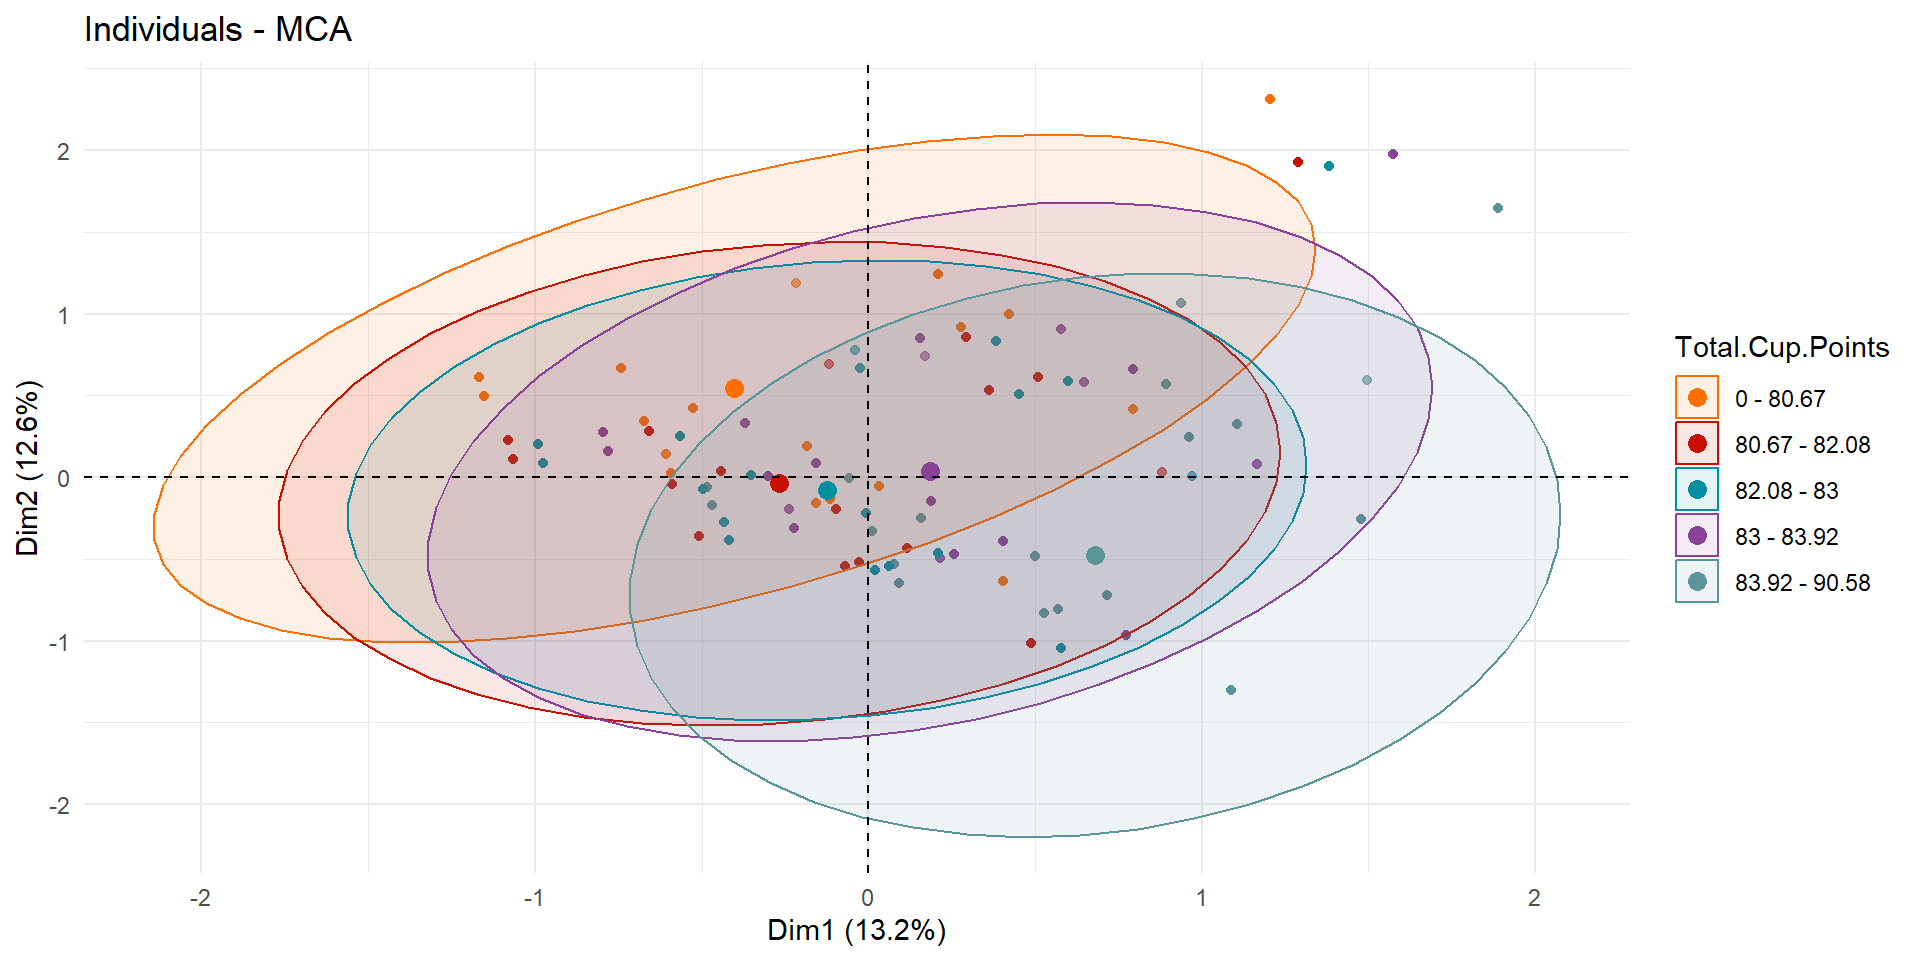 Individuals - MCA
Dim2 (12.6%)
2
1
0
-1
-2
-2
-1
0
1
2
Dim1 (13.2%)
Total.Cup.Points
0 - 80.67
80.67 - 82.08
82.08 - 83
83 - 83.92
83.92 - 90.58